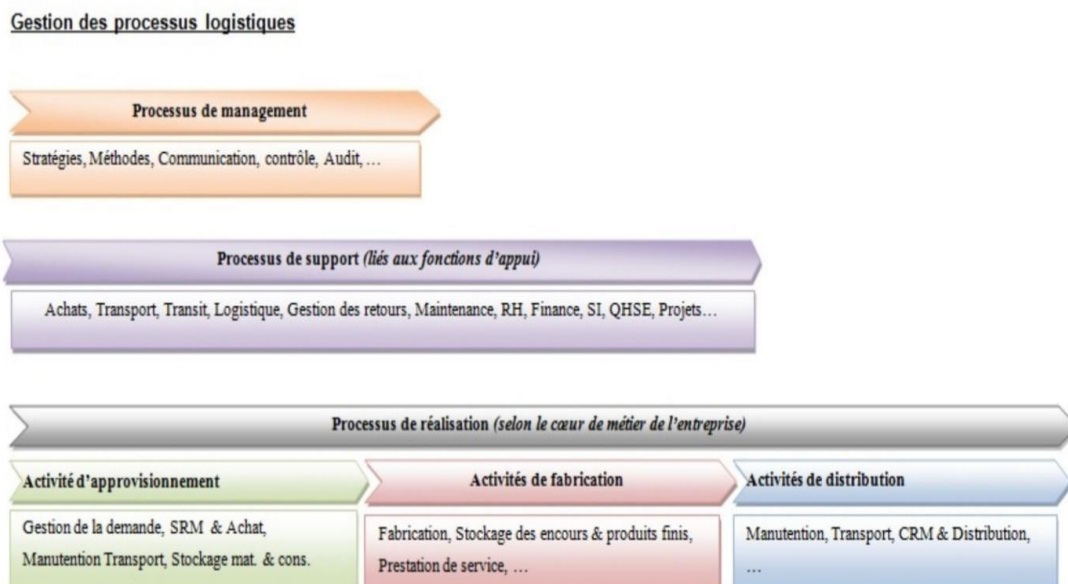 Gestion des processus logistiques
Processus de management
Stratégies, Méthodes, Communication, contrôle, Audit, …
Processus de support (liés aux fonctions d’appui)
Achats, Transport, Transit, Logistique, Gestion des retours, Maintenance, RH, Finance, SI, QHSE, Projets…
Processus de réalisation (selon le cœur de métier de l’entreprise)
Activité d’approvisionnement
Gestion de la demande, SRM & Achat,
Manutention Transport, Stockage mat. & cons.
Activités de fabrication
Fabrication, Stockage des encours & produits finis,
Prestation de service, …
Activités de distribution
Manutention, Transport, CRM & Distribution,
…